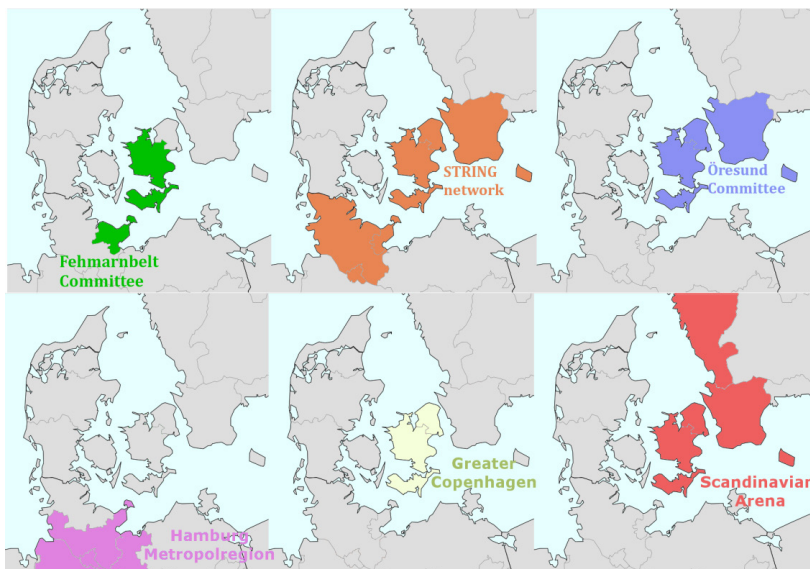 Fehmarnbelt
Committee
STRING
network
Öresund
Committee
Hamburg
Metropolregion
Greater
Copenhagen
Scandinavian
Arena